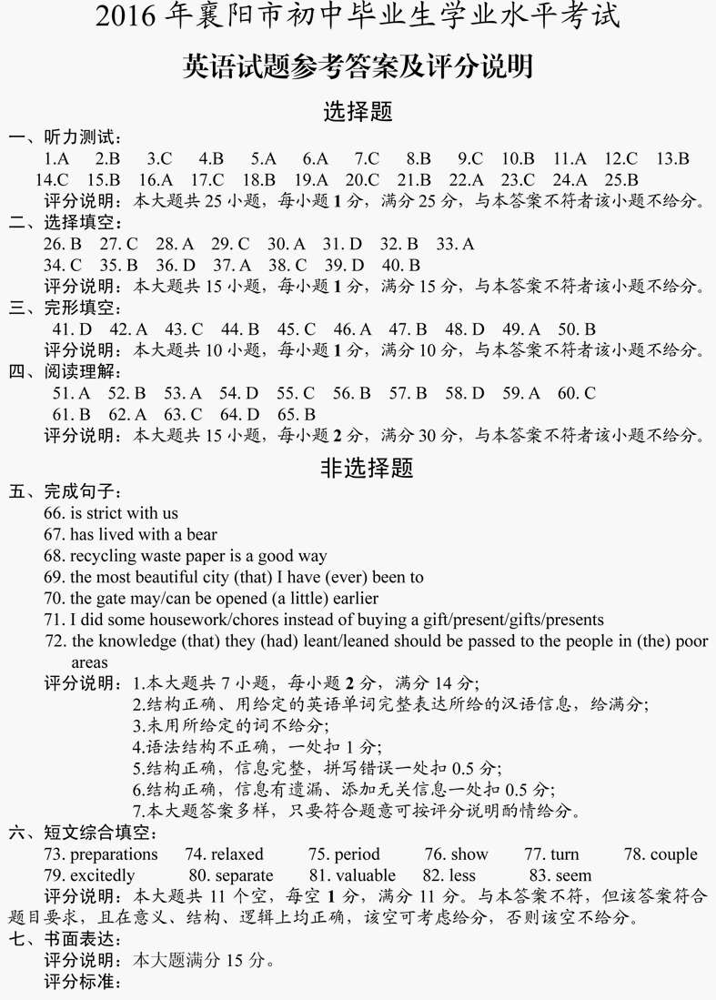 2016 年襄阳市初中毕业生学业水平考试
英语试题参考答案及评分说明
选择题
一、听力测试：
1.A 2.B 3.C 4.B 5.A 6.A 7.C 8.B 9.C 10.B 11.A 12.C 13.B
14.C 15.B 16.A 17.C 18.B 19.A 20.C 21.B 22.A 23.C 24.A 25.B
评分说明：本大题共 25 小题，每小题 1 分，满分 25 分，与本答案不符者该小题不给分。
二、选择填空：
26. B 27. C 28. A 29. C 30. A 31. D 32. B 33. A
34. C 35. B 36. D 37. A 38. C 39. D 40. B
评分说明：本大题共 15 小题，每小题 1 分，满分 15 分，与本答案不符者该小题不给分。
三、完形填空：
41. D 42. A 43. C 44. B 45. C 46. A 47. B 48. D 49. A 50. B
评分说明：本大题共 10 小题，每小题 1 分，满分 10 分，与本答案不符者该小题不给分。
四、阅读理解：
51. A 52. B 53. A 54. D 55. C 56. B 57. B 58. D 59. A 60. C
61. B 62. A 63. C 64. D 65. B
评分说明：本大题共 15 小题，每小题 2 分，满分 30 分，与本答案不符者该小题不给分。
非选择题
五、完成句子：
66. is strict with us
67. has lived with a bear
68. recycling waste paper is a good way
69. the most beautiful city (that) I have (ever) been to
70. the gate may/can be opened (a little) earlier
71. I did some housework/chores instead of buying a gift/present/gifts/presents
72. the knowledge (that) they (had) leant/leaned should be passed to the people in (the) poor
areas
评分说明：1.本大题共 7 小题，每小题 2 分，满分 14 分；
2.结构正确、用给定的英语单词完整表达所给的汉语信息，给满分；
3.未用所给定的词不给分；
4.语法结构不正确，一处扣 1 分；
5.结构正确，信息完整，拼写错误一处扣 0.5 分；
6.结构正确，信息有遗漏、添加无关信息一处扣 0.5 分；
7.本大题答案多样，只要符合题意可按评分说明酌情给分。
六、短文综合填空：
73. preparations 74. relaxed 75. period 76. show 77. turn 78. couple
79. excitedly 80. separate 81. valuable 82. less 83. seem
评分说明：本大题共 11 个空，每空 1 分，满分 11 分。与本答案不符，但该答案符合
题目要求，且在意义、结构、逻辑上均正确，该空可考虑给分，否则该空不给分。
七、书面表达：
评分说明：本大题满分 15 分。
评分标准：